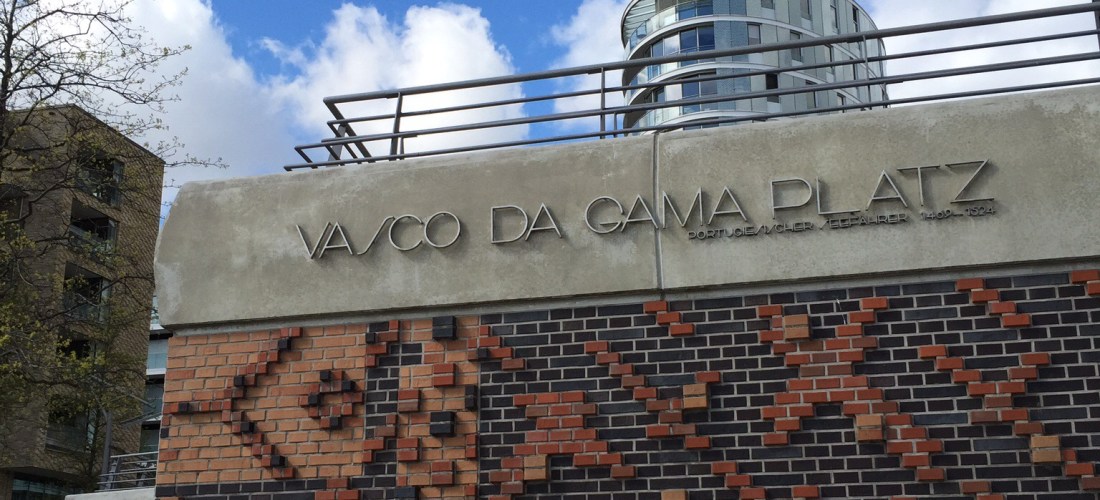 VASCO DA GAMA PLATZ
PORTUGIESISCHER SEEFAHRER 1469–1524